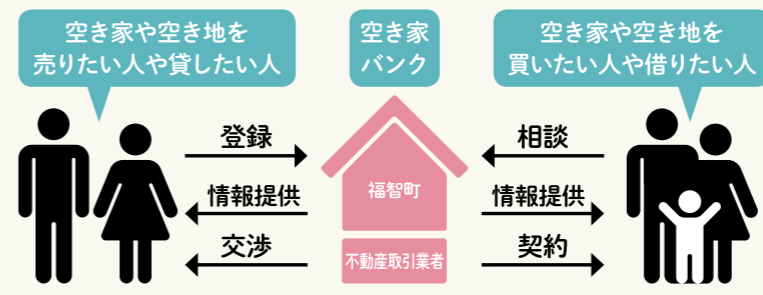 空き家や空き地を
売りたい人や貸したい人
空き家
バンク
空き家や空き地を
買いたい人や借りたい人
登録
情報提供
交渉
福智町
不動産取引業者
相談
情報提供
契約